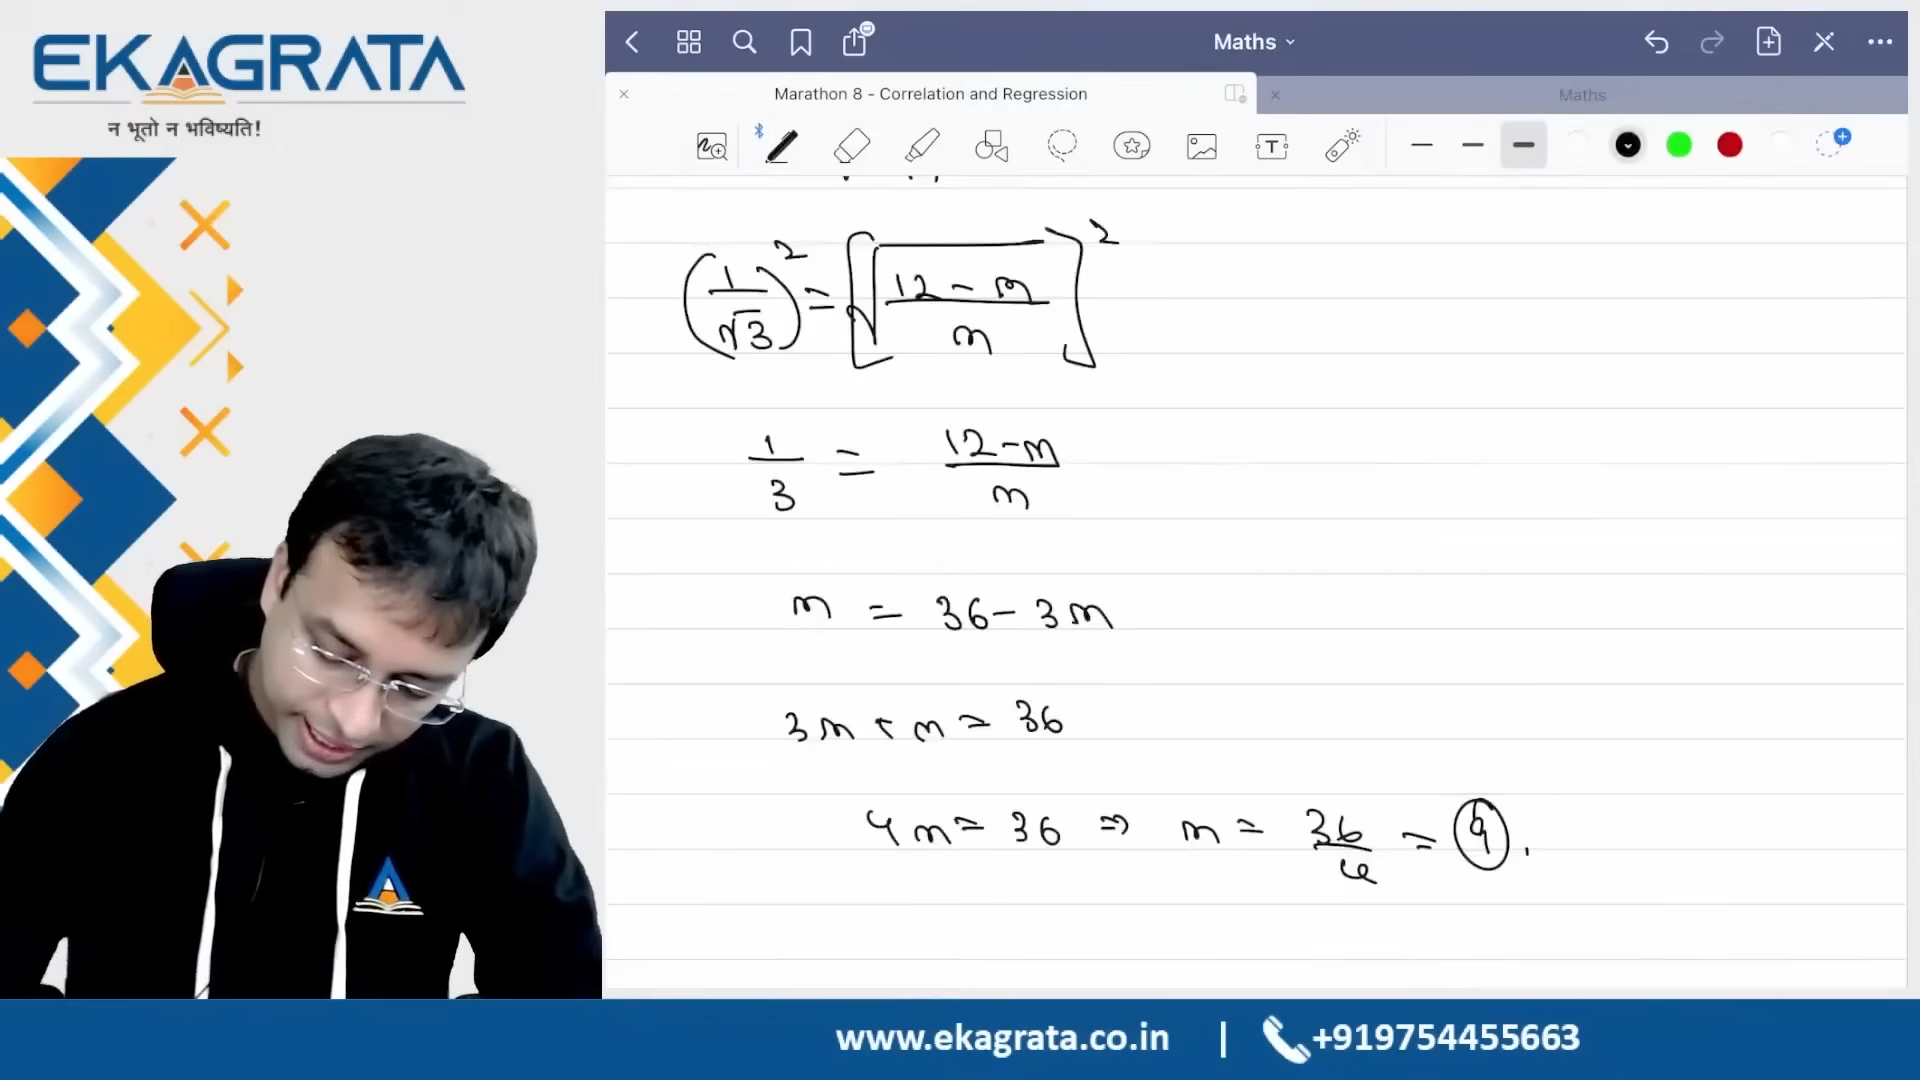 EKAGRATA
न भूतो न भविष्यति!
Maths
Marathon 8 - Correlation and Regression
Maths
T
(1/√3)² = [√(12 - m / m)]²
1/3 = 12 - m / m
m = 36 - 3m
3m + m = 36
4m = 36 ⇒ m = 36/4 = 9.
www.ekagrata.co.in | +919754455663